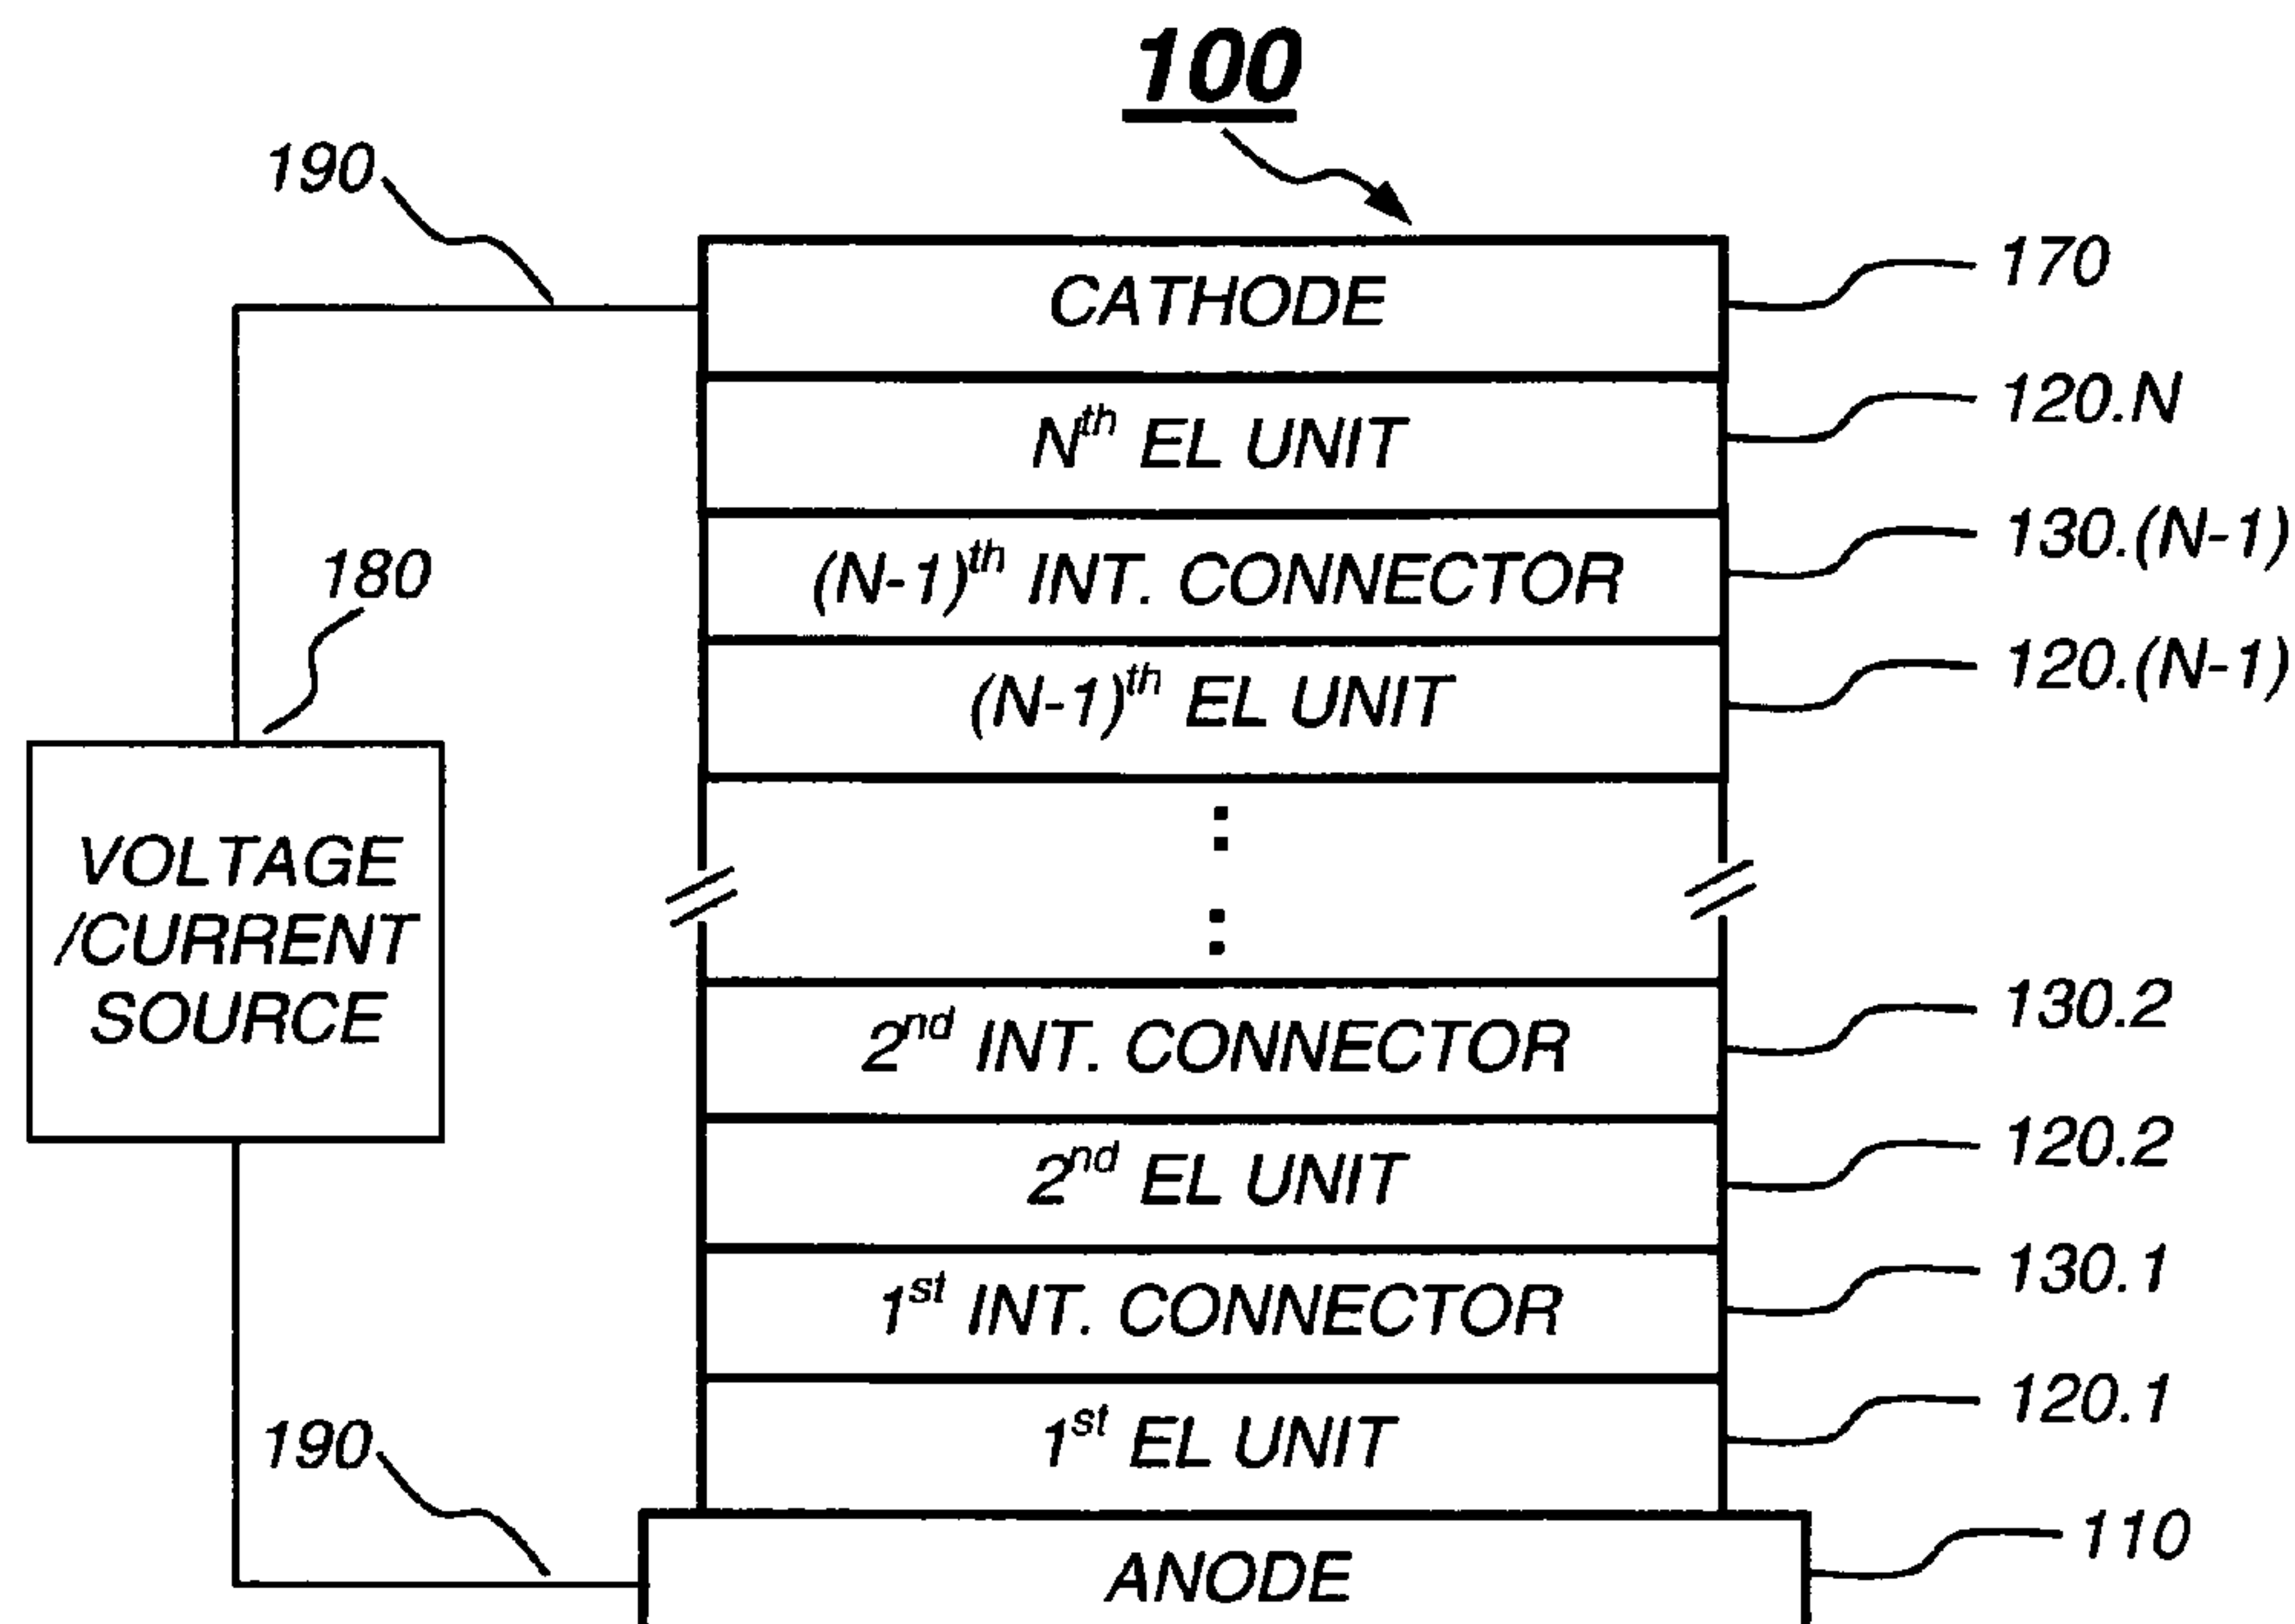 100
190
CATHODE
170
Nth EL UNIT
120.N
(N-1)th INT. CONNECTOR
130.(N-1)
180
(N-1)th EL UNIT
120.(N-1)
VOLTAGE
/CURRENT
SOURCE
2nd INT. CONNECTOR
130.2
2nd EL UNIT
120.2
1st INT. CONNECTOR
130.1
1st EL UNIT
120.1
190
ANODE
110